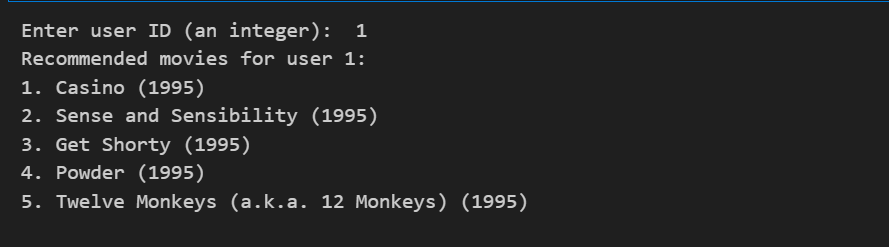 Enter user ID (an integer):  1
Recommended movies for user 1:
1. Casino (1995)
2. Sense and Sensibility (1995)
3. Get Shorty (1995)
4. Powder (1995)
5. Twelve Monkeys (a.k.a. 12 Monkeys) (1995)